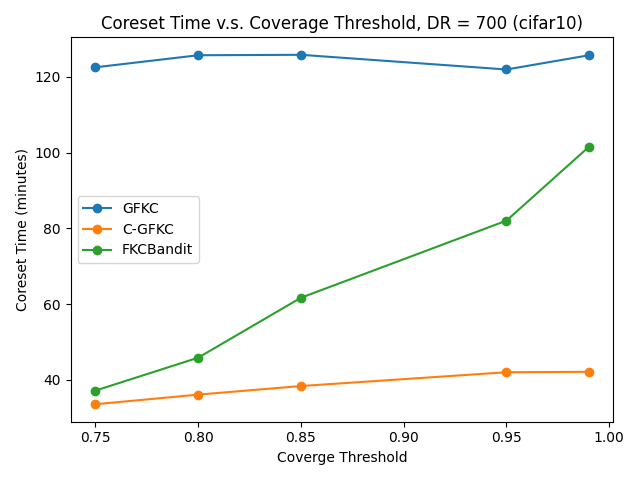 Coreset Time v.s. Coverage Threshold, DR = 700 (cifar10)
Coreset Time (minutes)
120
100
80
60
40
GFKC
C-GFKC
FKCBandit
0.75 0.80 0.85 0.90 0.95 1.00
Coverge Threshold